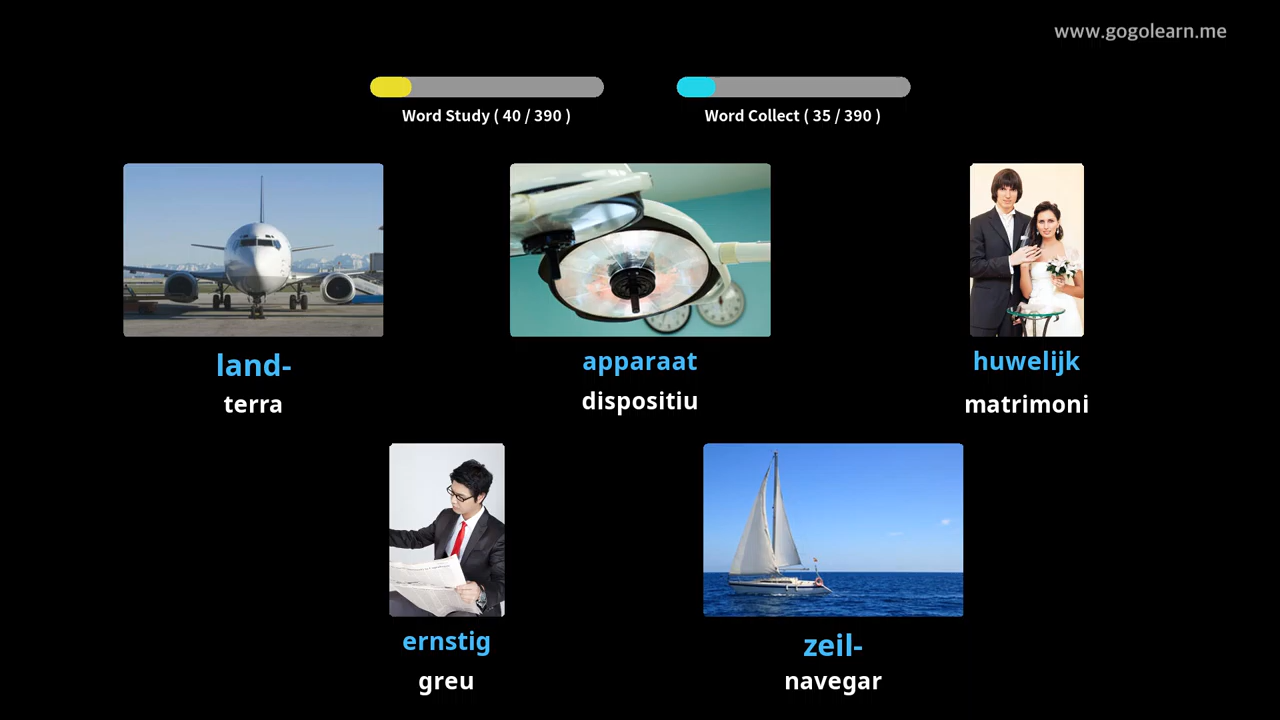 www.gogolearn.me
Word Study ( 40 / 390 )
Word Collect ( 35 / 390 )
land-
terra
apparaat
dispositiu
huwelijk
matrimoni
ernstig
greu
zeil-
navegar